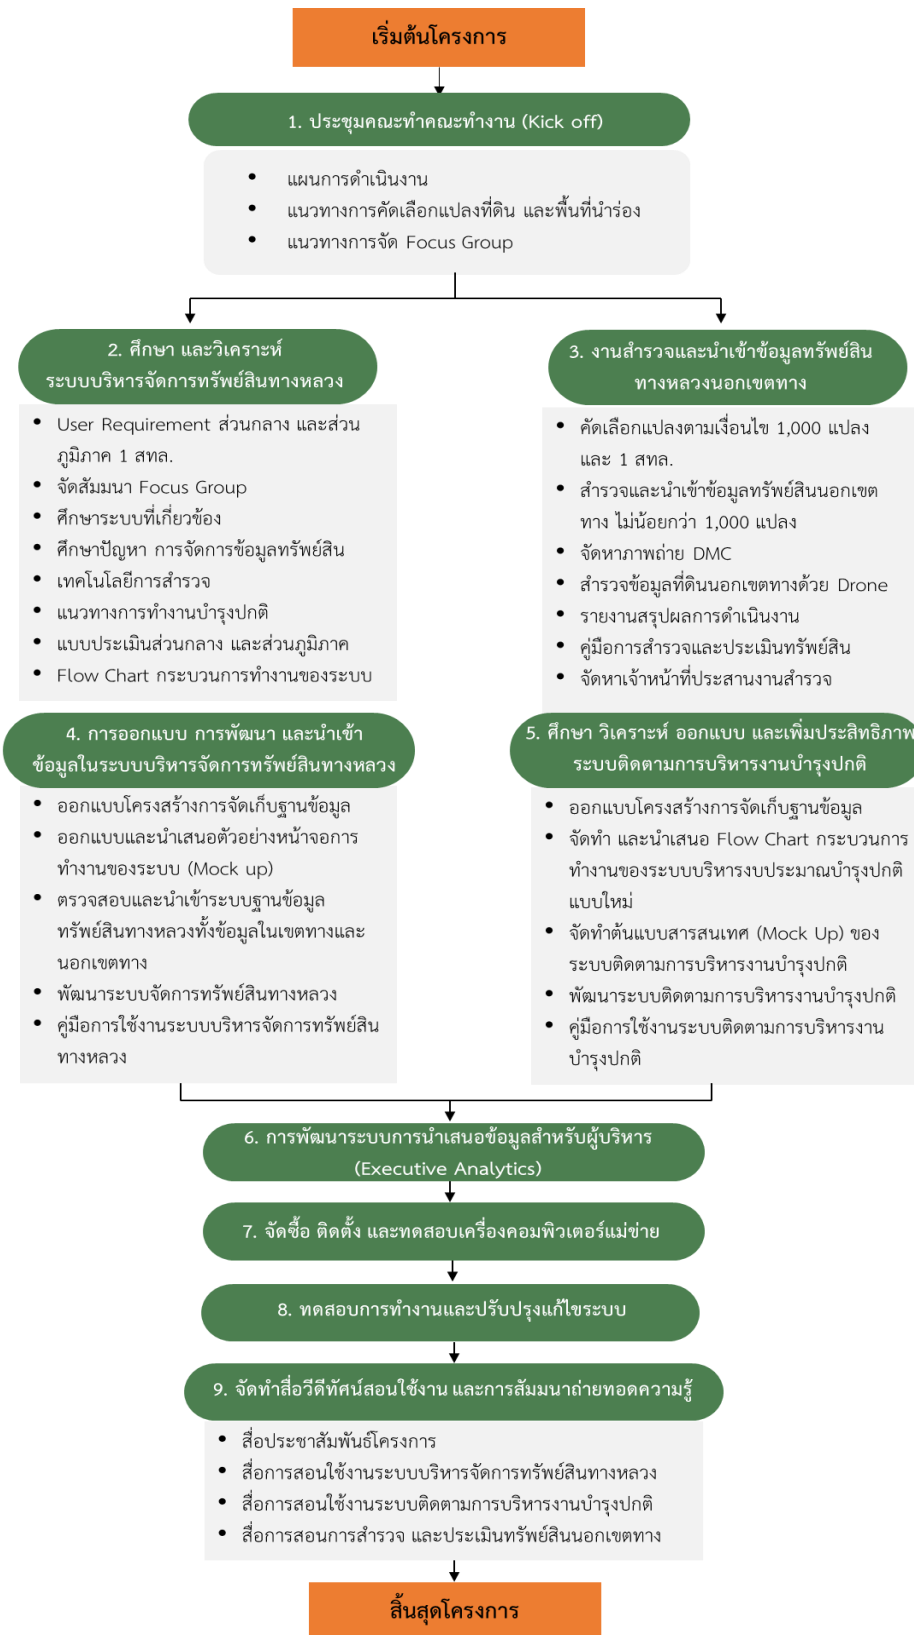 เริ่มต้นโครงการ
1. ประชุมคณะทำคณะทำงาน (Kick off)
• แผนการดำเนินงาน
• แนวทางการคัดเลือกแปลงที่ดิน และพื้นที่นำร่อง
• แนวทางการจัด Focus Group
2. ศึกษา และวิเคราะห์
ระบบบริหารจัดการทรัพย์สินทางหลวง
• User Requirement ส่วนกลาง และส่วน
ภูมิภาค 1 สทล.
• จัดสัมมนา Focus Group
• ศึกษาระบบที่เกี่ยวข้อง
• ศึกษาปัญหา การจัดการข้อมูลทรัพย์สิน
• เทคโนโลยีการสำรวจ
• แนวทางการทำงานบำรุงปกติ
• แบบประเมินส่วนกลาง และส่วนภูมิภาค
• Flow Chart กระบวนการทำงานของระบบ
3. งานสำรวจและนำเข้าข้อมูลทรัพย์สิน
ทางหลวงนอกเขตทาง
• คัดเลือกแปลงตามเงื่อนไข 1,000 แปลง
และ 1 สทล.
• สำรวจและนำเข้าข้อมูลทรัพย์สินนอกเขต
ทาง ไม่น้อยกว่า 1,000 แปลง
• จัดหาภาพถ่าย DMC
• สำรวจข้อมูลที่ดินนอกเขตทางด้วย Drone
• รายงานสรุปผลการดำเนินงาน
• คู่มือการสำรวจและประเมินทรัพย์สิน
• จัดหาเจ้าหน้าที่ประสานงานสำรวจ
4. การออกแบบ การพัฒนา และนำเข้า
ข้อมูลในระบบบริหารจัดการทรัพย์สินทางหลวง
• ออกแบบโครงสร้างการจัดเก็บฐานข้อมูล
• ออกแบบและนำเสนอตัวอย่างหน้าจอการ
ทำงานของระบบ (Mock up)
• ตรวจสอบและนำเข้าระบบฐานข้อมูล
ทรัพย์สินทางหลวงทั้งข้อมูลในเขตทางและ
นอกเขตทาง
• พัฒนาระบบจัดการทรัพย์สินทางหลวง
• คู่มือการใช้งานระบบบริหารจัดการทรัพย์สิน
ทางหลวง
5. ศึกษา วิเคราะห์ ออกแบบ และเพิ่มประสิทธิภาพ
ระบบติดตามการบริหารงานบำรุงปกติ
• ออกแบบโครงสร้างการจัดเก็บฐานข้อมูล
• จัดทำ และนำเสนอ Flow Chart กระบวนการ
ทำงานของระบบบริหารงบประมาณบำรุงปกติ
แบบใหม่
• จัดทำต้นแบบสารสนเทศ (Mock Up) ของ
ระบบติดตามการบริหารงานบำรุงปกติ
• พัฒนาระบบติดตามการบริหารงานบำรุงปกติ
• คู่มือการใช้งานระบบติดตามการบริหารงาน
บำรุงปกติ
6. การพัฒนาระบบการนำเสนอข้อมูลสำหรับผู้บริหาร
(Executive Analytics)
7. จัดซื้อ ติดตั้ง และทดสอบเครื่องคอมพิวเตอร์แม่ข่าย
8. ทดสอบการทำงานและปรับปรุงแก้ไขระบบ
9. จัดทำสื่อวีดีทัศน์สอนใช้งาน และการสัมมนาถ่ายทอดความรู้
• สื่อประชาสัมพันธ์โครงการ
• สื่อการสอนใช้งานระบบบริหารจัดการทรัพย์สินทางหลวง
• สื่อการสอนใช้งานระบบติดตามการบริหารงานบำรุงปกติ
• สื่อการสอนการสำรวจ และประเมินทรัพย์สินนอกเขตทาง
สิ้นสุดโครงการ